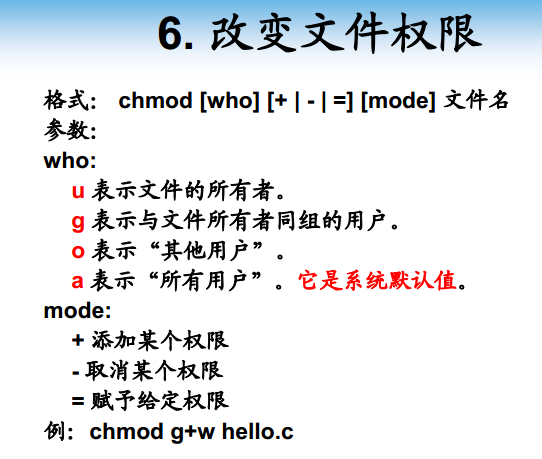 6. 改变文件权限
格式： chmod [who] [+ | - | =] [mode] 文件名
参数：
who:
u 表示文件的所有者。
g 表示与文件所有者同组的用户。
o 表示“其他用户”。
a 表示“所有用户”。它是系统默认值。
mode:
+ 添加某个权限
- 取消某个权限
= 赋予给定权限
例：chmod g+w hello.c